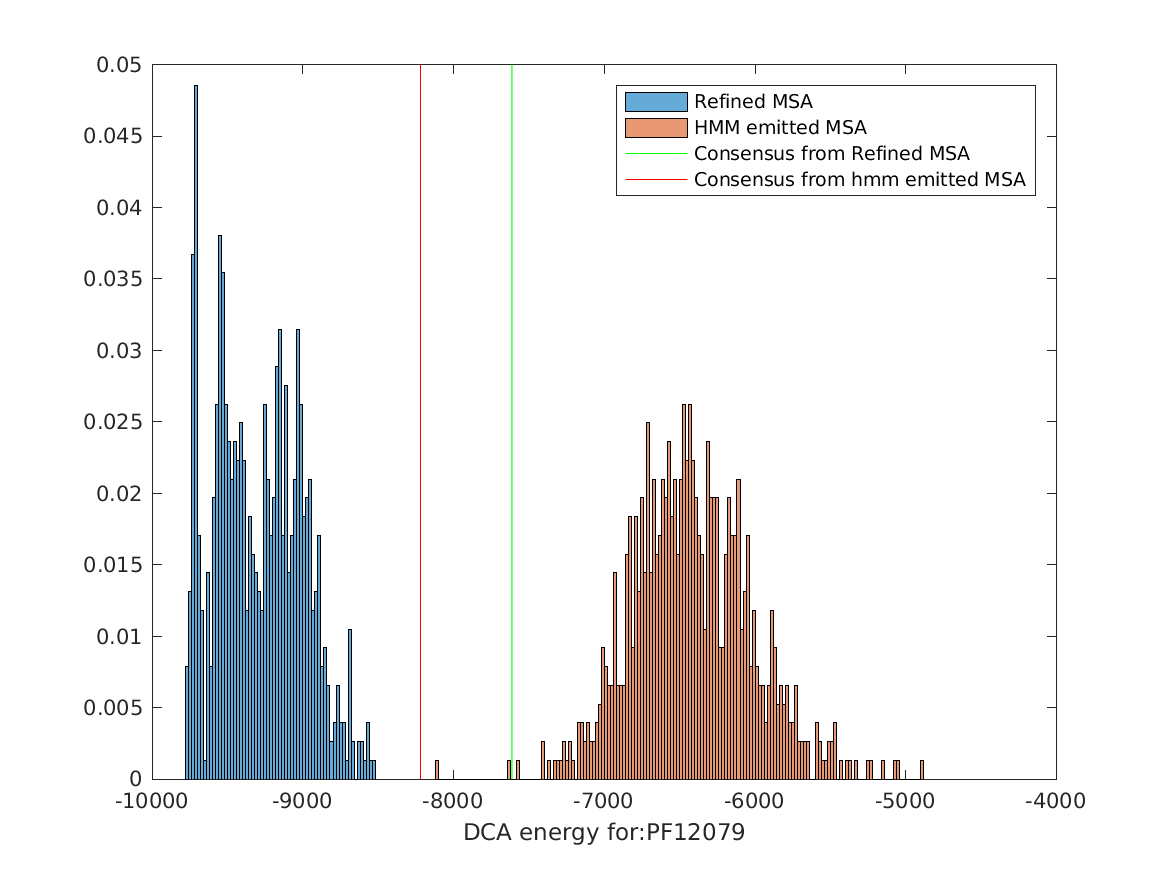 0.05
0.045
0.04
0.035
0.03
0.025
0.02
0.015
0.01
0.005
0
Refined MSA
HMM emitted MSA
Consensus from Refined MSA
Consensus from hmm emitted MSA
-10000 -9000 -8000 -7000 -6000 -5000 -4000
DCA energy for:PF12079